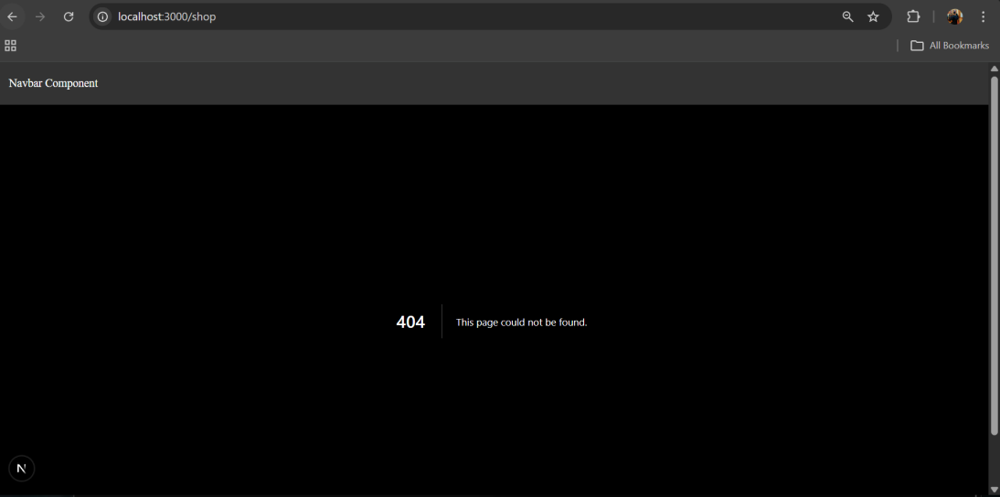 localhost:3000/shop
All Bookmarks
Navbar Component
404
This page could not be found.
N